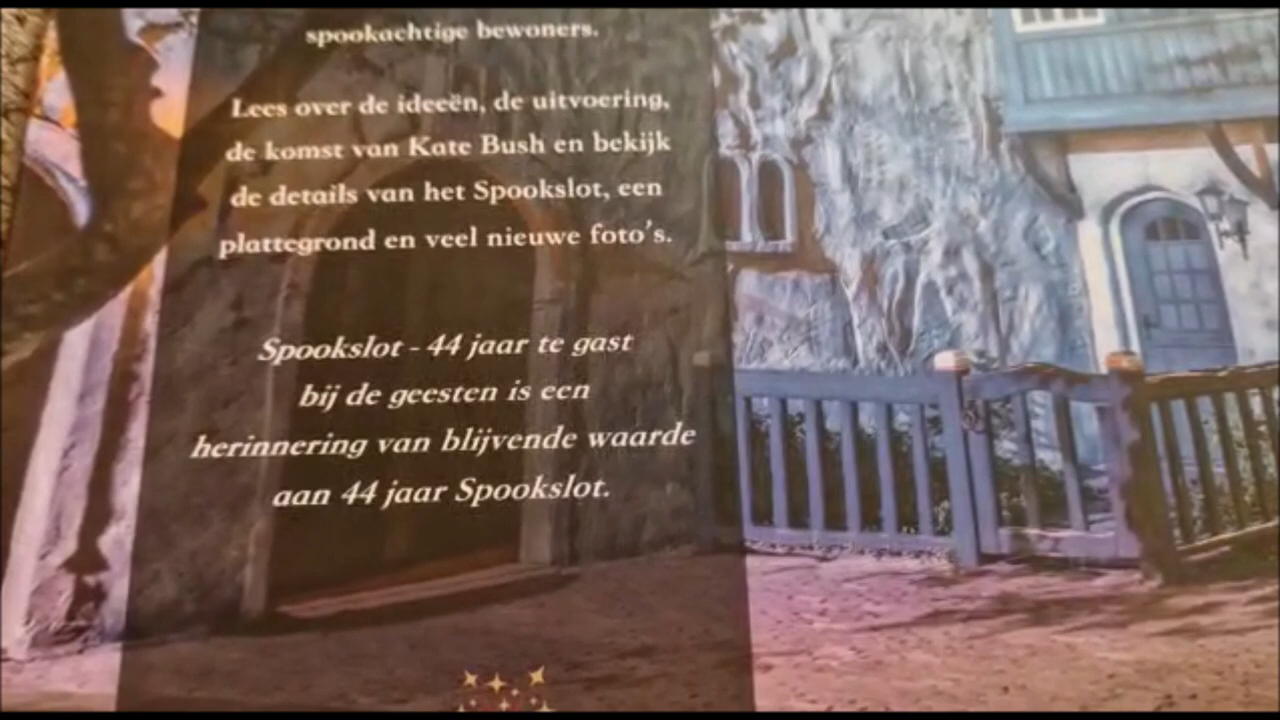 spookachtige bewoners.
Lees over de ideeën, de uitvoering,
de komst van Kate Bush en bekijk
de details van het Spookslot, een
plattegrond en veel nieuwe foto's.
Spookslot - 44 jaar te gast
bij de geesten is een
herinnering van blijvende waarde
aan 44 jaar Spookslot.